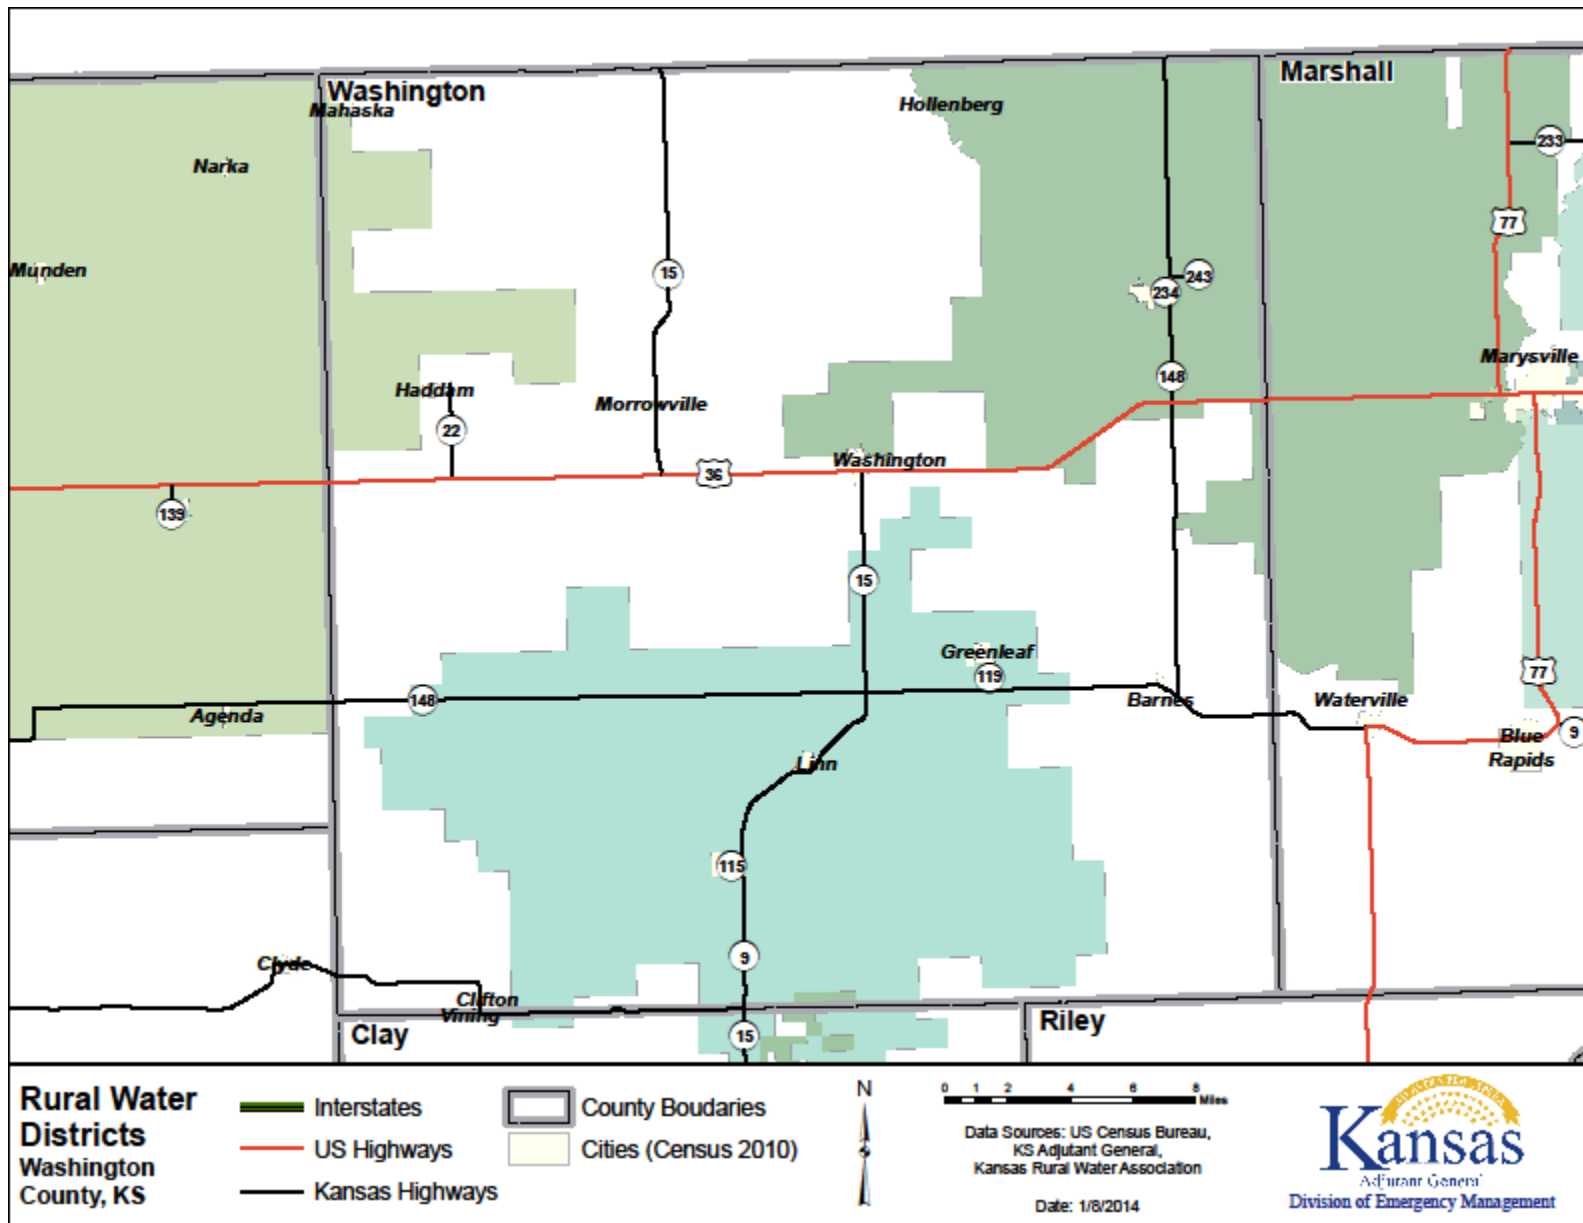 Washington
Marshall
Mahaska
Hollenberg
233
Narka
77
Munden
15
243
234
Marysville
148
Haddam
Morrowville
22
Washington
36
139
15
Greenleaf
119
77
148
Barnes
Waterville
Agenda
9
Blue
Rapids
Linn
115
9
Clyde
Clifton
Vining
15
Clay
Riley
Rural Water
Districts
Washington
County, KS
Interstates
US Highways
Kansas Highways
County Boudaries
Cities (Census 2010)
N
0 1 2 4 6 8
Miles
Data Sources: US Census Bureau,
KS Adjutant General,
Kansas Rural Water Association
Date: 1/8/2014
Kansas
Adjutant General
Division of Emergency Management